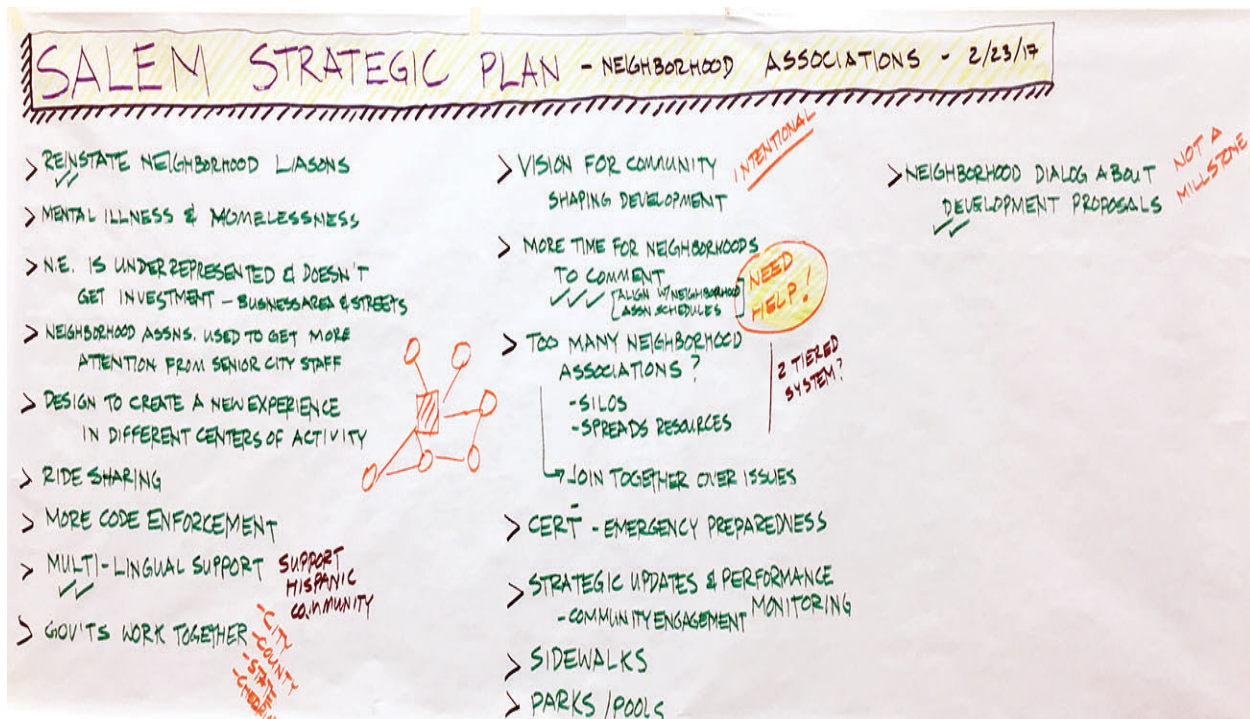 SALEM STRATEGIC PLAN - NEIGHBORHOOD ASSOCIATIONS - 2/23/17
> REINSTATE NEIGHBORHOOD LIASONS
> MENTAL ILLNESS & HOMELESSNESS
> N.E. IS UNDERREPRESENTED & DOESN'T
GET INVESTMENT - BUSINESS AREA & STREETS
> NEIGHBORHOOD ASSNS. USED TO GET MORE
ATTENTION FROM SENIOR CITY STAFF
> DESIGN TO CREATE A NEW EXPERIENCE
IN DIFFERENT CENTERS OF ACTIVITY
> RIDE SHARING
> MORE CODE ENFORCEMENT
> MULTI-LINGUAL SUPPORT
SUPPORT
HISPANIC
COMMUNITY
> GOV'TS WORK TOGETHER
-CITY
-COUNTY
-STATE
> VISION FOR COMMUNITY
SHAPING DEVELOPMENT
INTENTIONAL
> MORE TIME FOR NEIGHBORHOODS
TO COMMENT
[ALIGN W/NEIGHBORHOOD
ASSN SCHEDULES]
NEED
HELP!
> TOO MANY NEIGHBORHOOD
ASSOCIATIONS?
-SILOS
-SPREADS RESOURCES
2 TIERED
SYSTEM?
→ JOIN TOGETHER OVER ISSUES
> CERT - EMERGENCY PREPAREDNESS
> STRATEGIC UPDATES & PERFORMANCE
MONITORING
- COMMUNITY ENGAGEMENT
> SIDEWALKS
> PARKS / POOLS
> NEIGHBORHOOD DIALOG ABOUT
DEVELOPMENT PROPOSALS
NOT A
MILLSTONE